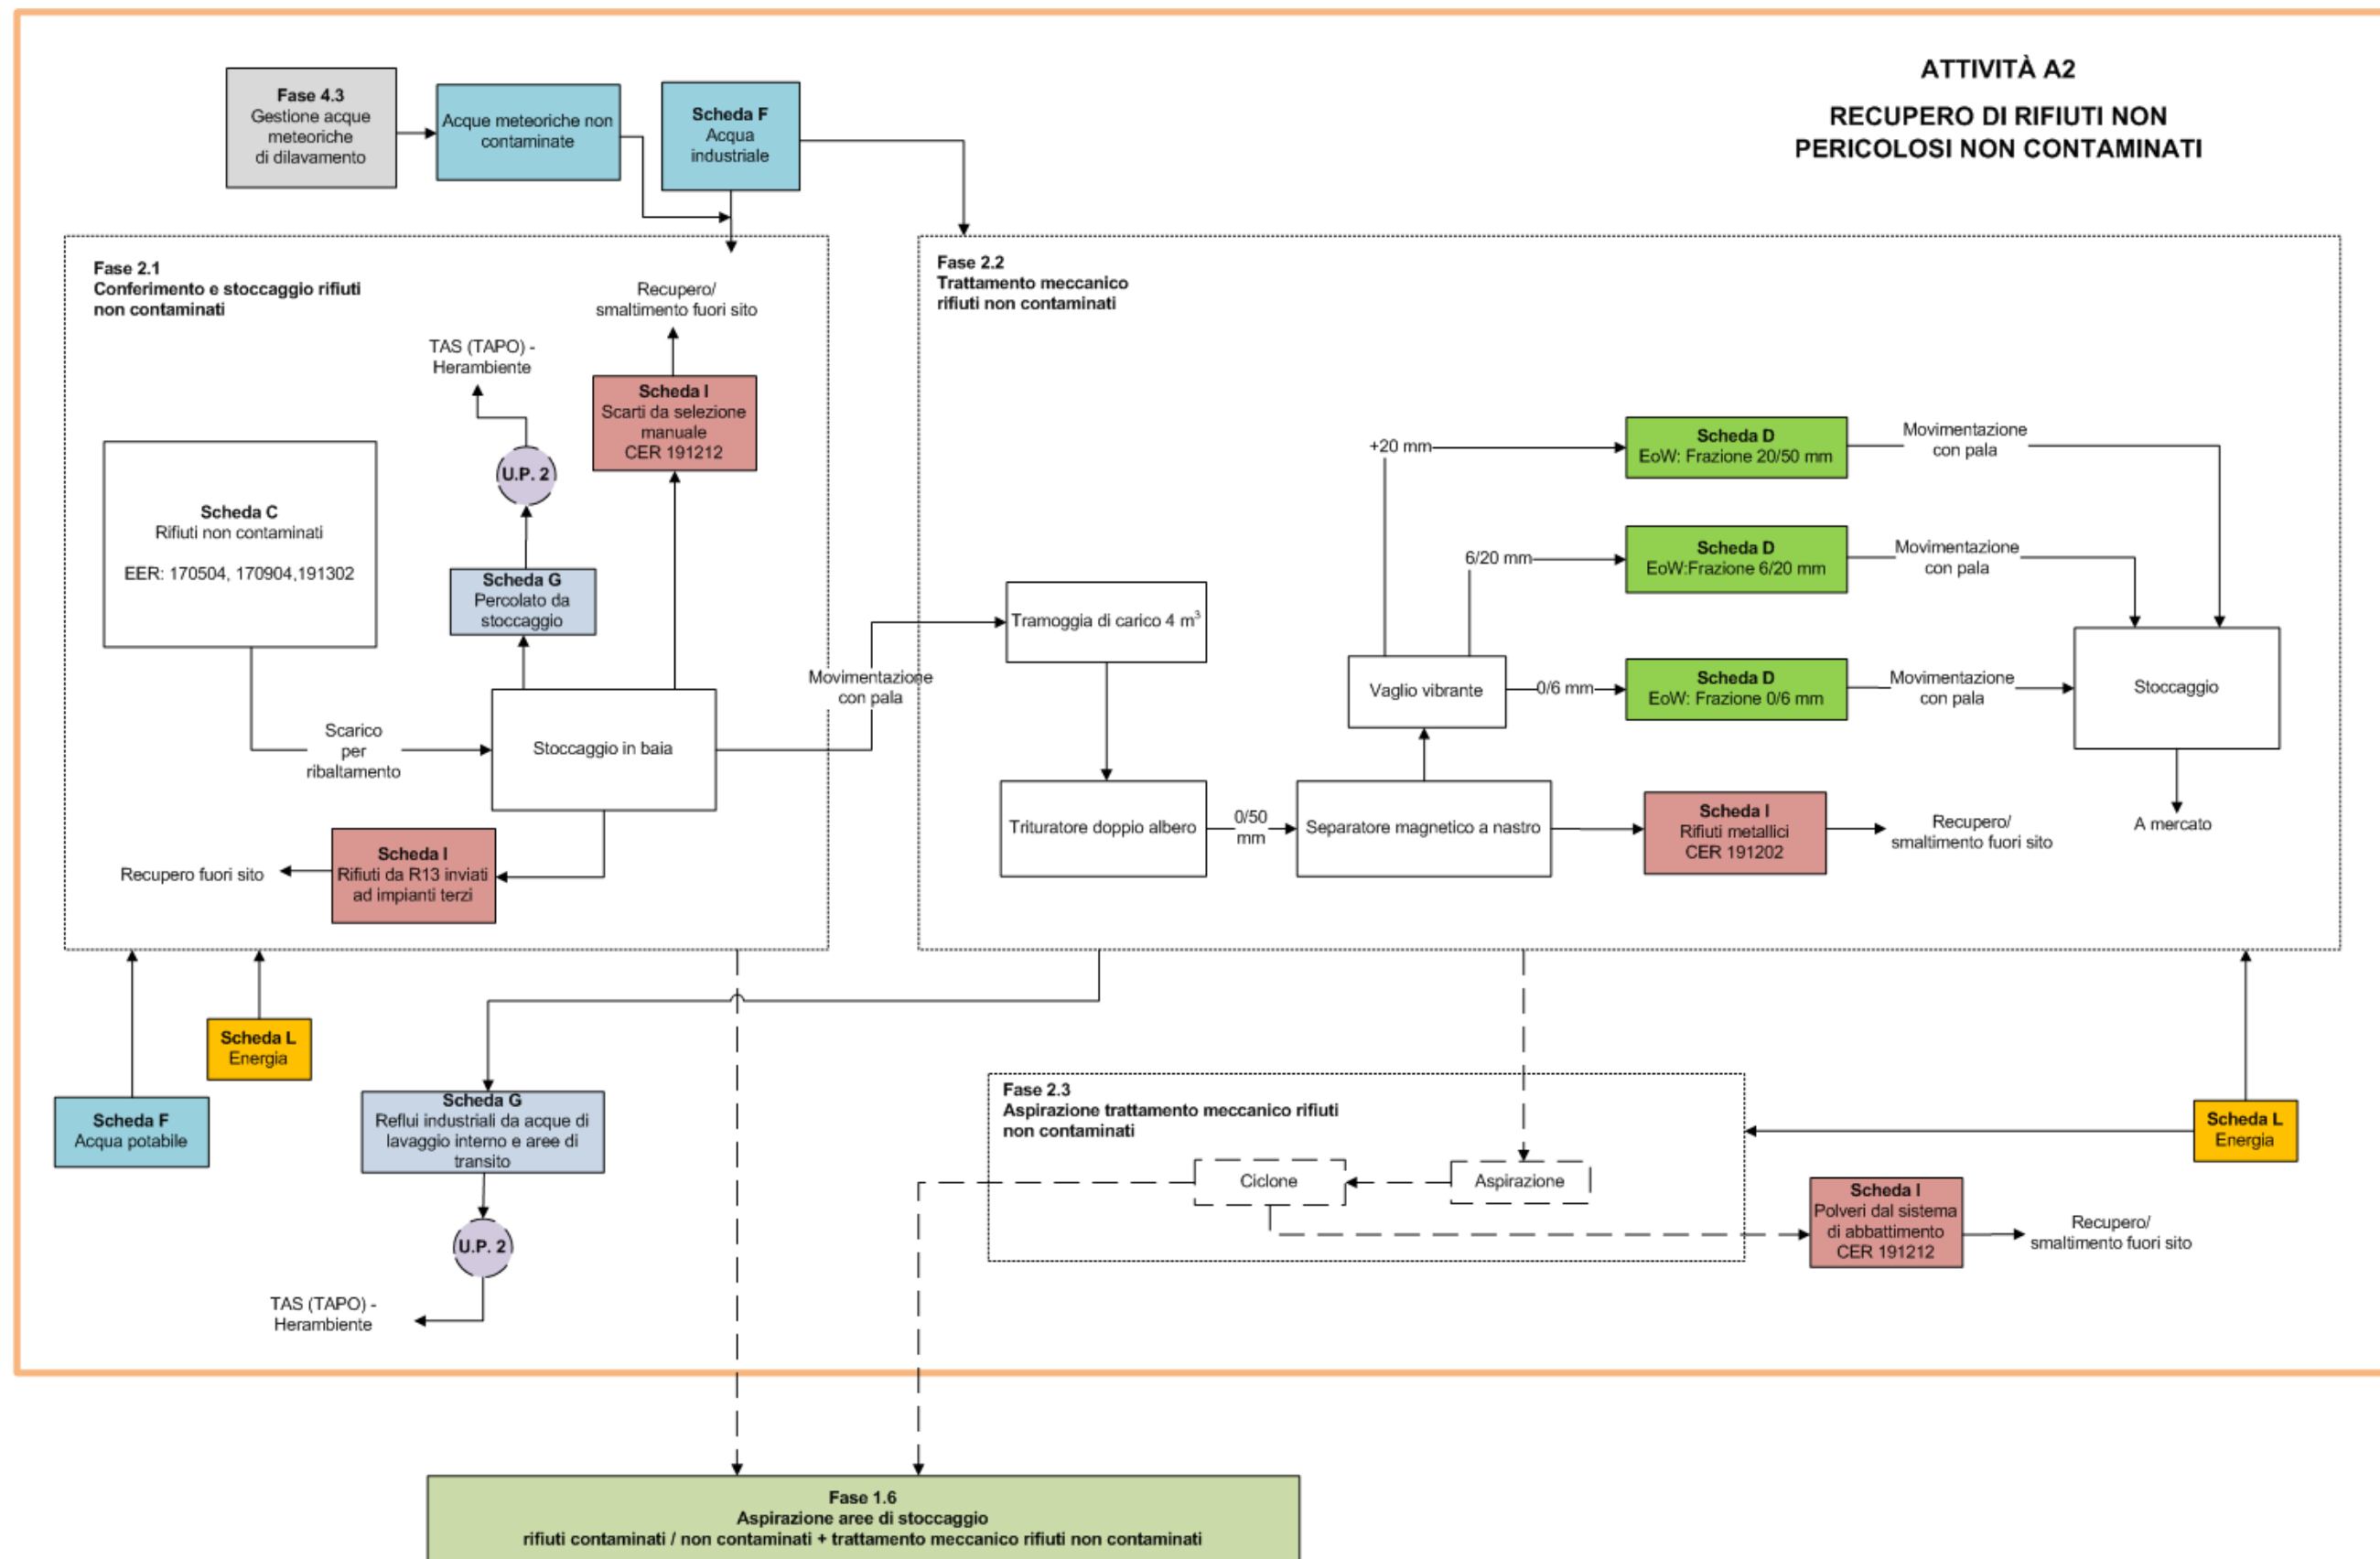 ATTIVITÀ A2
RECUPERO DI RIFIUTI NON
PERICOLOSI NON CONTAMINATI
Fase 4.3
Gestione acque
meteoriche
di dilavamento
Acque meteoriche non
contaminate
Scheda F
Acqua
industriale
Fase 2.1
Conferimento e stoccaggio rifiuti
non contaminati
Recupero/
smaltimento fuori sito
TAS (TAPO) -
Herambiente
Scheda I
Scarti da selezione
manuale
CER 191212
U.P. 2
Scheda C
Rifiuti non contaminati
EER: 170504, 170904,191302
Scheda G
Percolato da
stoccaggio
Scarico
per
ribaltamento
Stoccaggio in baia
Movimentazione
con pala
Scheda I
Rifiuti da R13 inviati
ad impianti terzi
Recupero fuori sito
Fase 2.2
Trattamento meccanico
rifiuti non contaminati
+20 mm
Scheda D
EoW: Frazione 20/50 mm
Movimentazione
con pala
6/20 mm
Scheda D
EoW:Frazione 6/20 mm
Movimentazione
con pala
Tramoggia di carico 4 m³
Vaglio vibrante
0/6 mm
Scheda D
EoW: Frazione 0/6 mm
Movimentazione
con pala
Stoccaggio
Trituratore doppio albero
0/50
mm
Separatore magnetico a nastro
Scheda I
Rifiuti metallici
CER 191202
Recupero/
smaltimento fuori sito
A mercato
Scheda L
Energia
Scheda F
Acqua potabile
Scheda G
Reflui industriali da acque di
lavaggio interno e aree di
transito
U.P. 2
TAS (TAPO) -
Herambiente
Fase 2.3
Aspirazione trattamento meccanico rifiuti
non contaminati
Ciclone
Aspirazione
Scheda L
Energia
Scheda I
Polveri dal sistema
di abbattimento
CER 191212
Recupero/
smaltimento fuori sito
Fase 1.6
Aspirazione aree di stoccaggio
rifiuti contaminati / non contaminati + trattamento meccanico rifiuti non contaminati